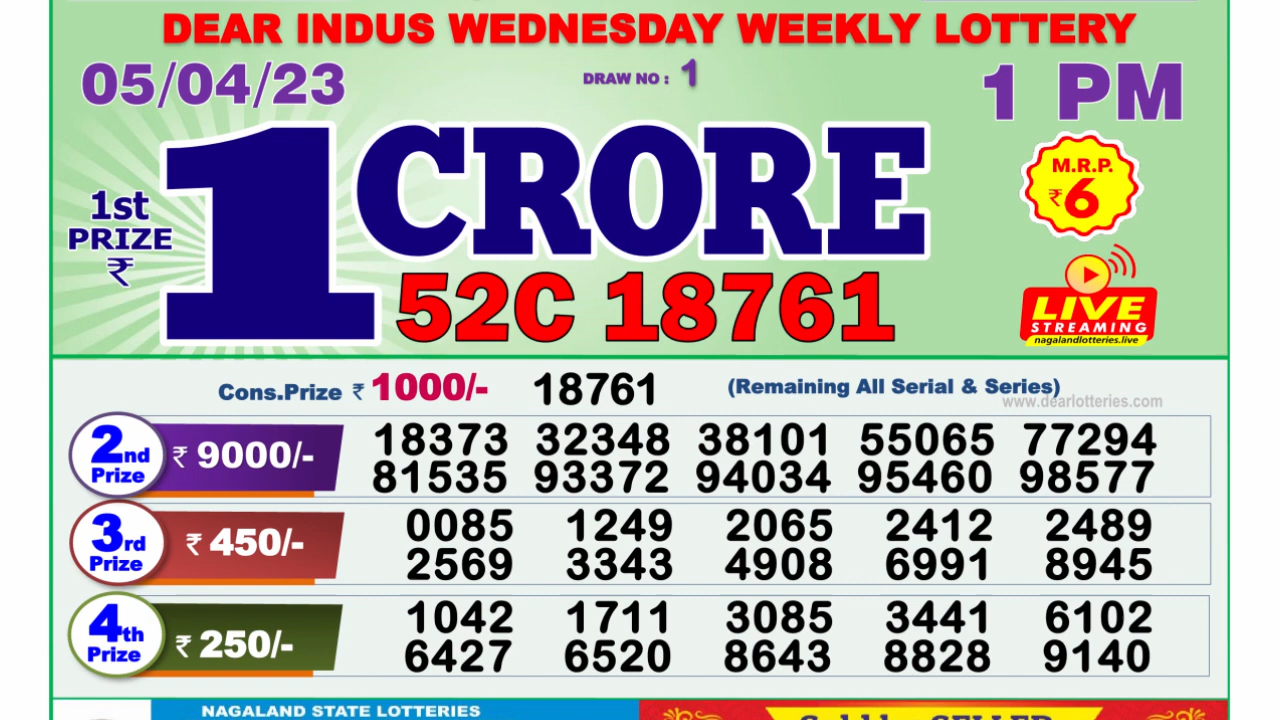 DEAR INDUS WEDNESDAY WEEKLY LOTTERY
05/04/23
DRAW NO : 1
1 PM
1st
PRIZE
₹
1 CRORE
52C 18761
M.R.P.
₹6
LIVE
STREAMING
nagalandlotteries.live
Cons.Prize ₹ 1000/- 18761 (Remaining All Serial & Series)
www.dearlotteries.com
2nd
Prize
₹ 9000/-
18373 32348 38101 55065 77294
81535 93372 94034 95460 98577
3rd
Prize
₹ 450/-
0085 1249 2065 2412 2489
2569 3343 4908 6991 8945
4th
Prize
₹ 250/-
1042 1711 3085 3441 6102
6427 6520 8643 8828 9140
NAGALAND STATE LOTTERIES